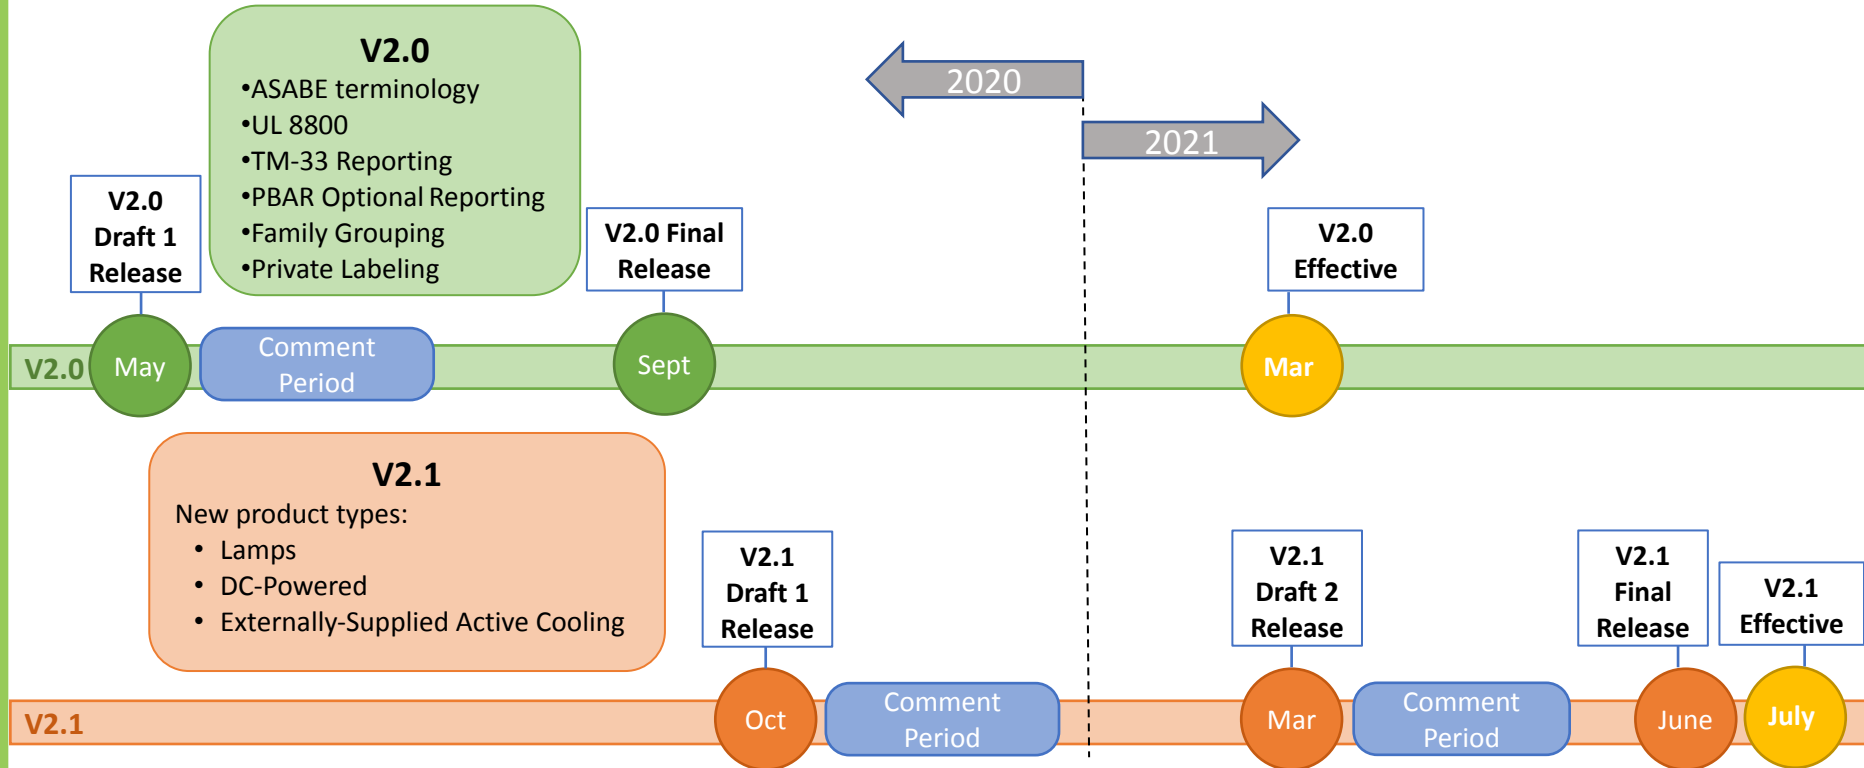 V2.0
•ASABE terminology
•UL 8800
•TM-33 Reporting
•PBAR Optional Reporting
•Family Grouping
•Private Labeling
2020
2021
V2.0
Draft 1
Release
V2.0 Final
Release
V2.0
Effective
V2.0
May
Comment
Period
Sept
Mar
V2.1
New product types:
• Lamps
• DC-Powered
• Externally-Supplied Active Cooling
V2.1
Draft 1
Release
V2.1
Draft 2
Release
V2.1
Final
Release
V2.1
Effective
V2.1
Oct
Comment
Period
Mar
Comment
Period
June
July